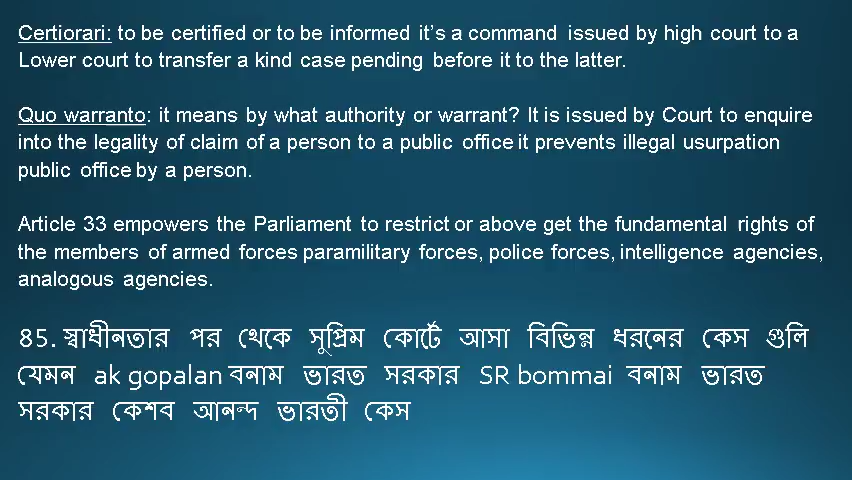 Certiorari: to be certified or to be informed it’s a command issued by high court to a
Lower court to transfer a kind case pending before it to the latter.
Quo warranto: it means by what authority or warrant? It is issued by Court to enquire
into the legality of claim of a person to a public office it prevents illegal usurpation
public office by a person.
Article 33 empowers the Parliament to restrict or above get the fundamental rights of
the members of armed forces paramilitary forces, police forces, intelligence agencies,
analogous agencies.
85. স্বাধীনতার পর থেকে সুপ্রিম কোর্টে আসা বিভিন্ন ধরনের কেস গুলি
যেমন ak gopalan বনাম ভারত সরকার SR bommai বনাম ভারত
সরকার কেশব আনন্দ ভারতী কেস